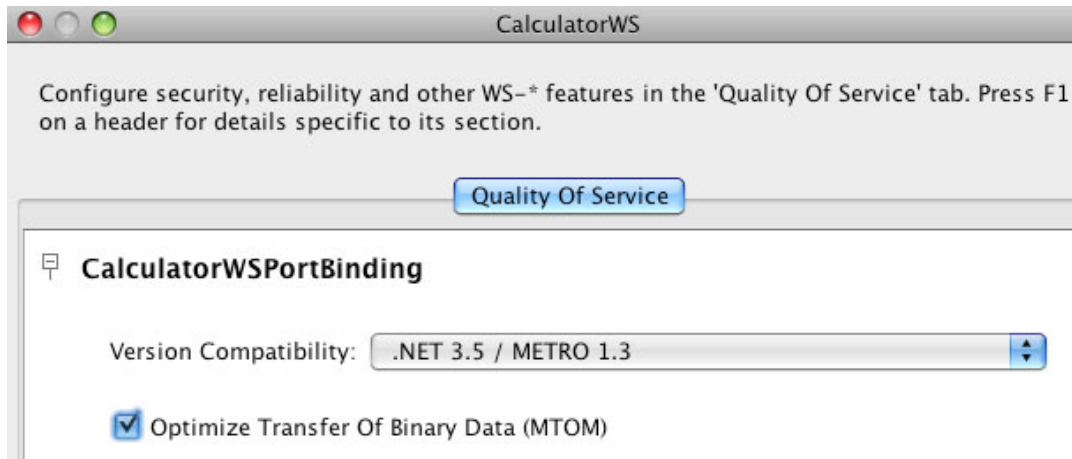 CalculatorWS
Configure security, reliability and other WS-* features in the 'Quality Of Service' tab. Press F1
on a header for details specific to its section.
Quality Of Service
CalculatorWSPortBinding
Version Compatibility: .NET 3.5 / METRO 1.3
Optimize Transfer Of Binary Data (MTOM)